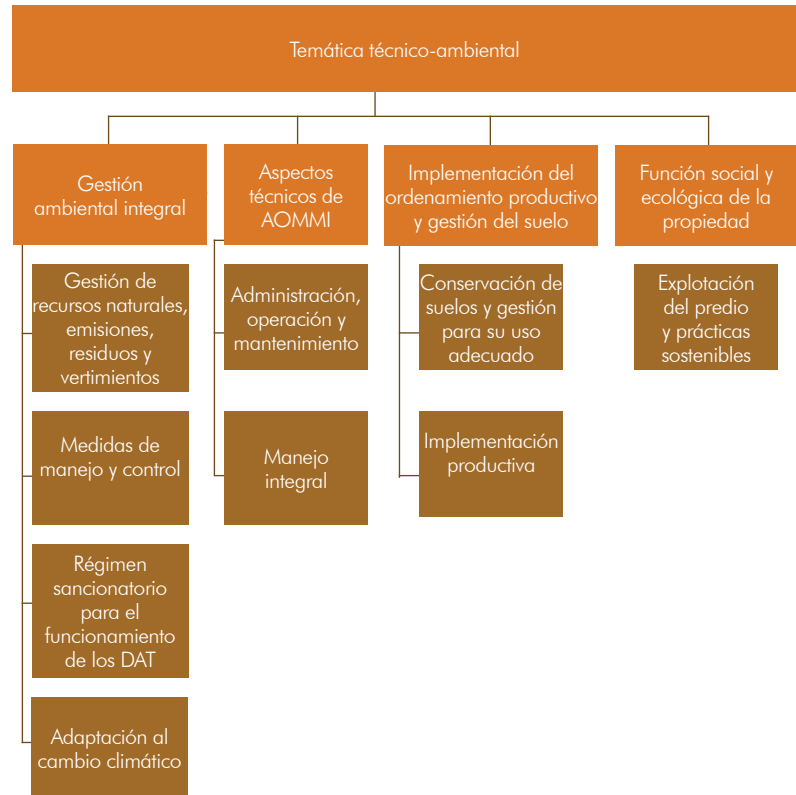 Temática técnico-ambiental
Gestión
ambiental integral
Gestión de
recursos naturales,
emisiones,
residuos y
vertimientos
Medidas de
manejo y control
Régimen
sancionatorio
para el
funcionamiento
de los DAT
Adaptación al
cambio climático
Aspectos
técnicos de
AOMMI
Administración,
operación y
mantenimiento
Manejo
integral
Implementación del
ordenamiento productivo
y gestión del suelo
Conservación de
suelos y gestión
para su uso
adecuado
Implementación
productiva
Función social y
ecológica de la
propiedad
Explotación
del predio
y prácticas
sostenibles